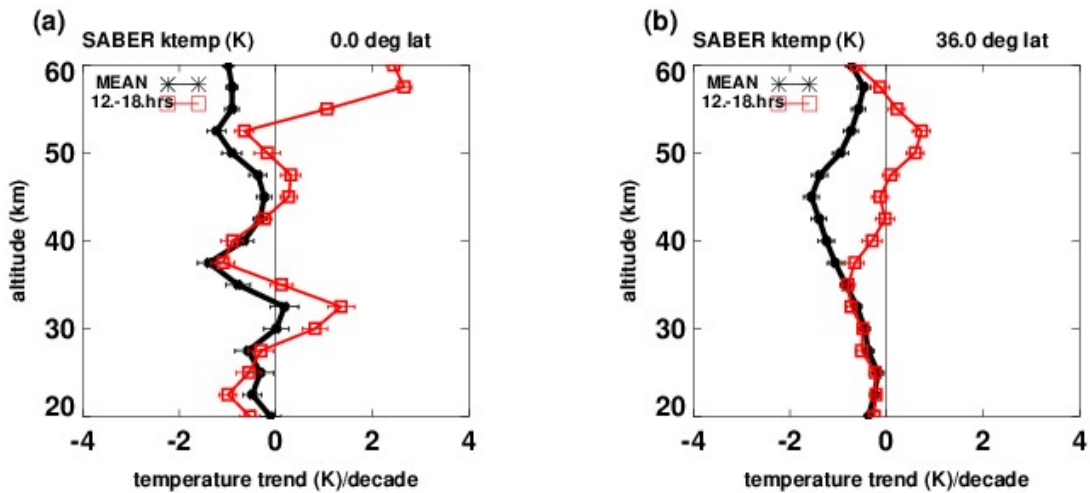 (a)
SABER ktemp (K) 0.0 deg lat
60
MEAN
12.-18.hrs
50
altitude (km)
40
30
20
-4 -2 0 2 4
temperature trend (K)/decade
(b)
SABER ktemp (K) 36.0 deg lat
60
MEAN
12.-18.hrs
50
altitude (km)
40
30
20
-4 -2 0 2 4
temperature trend (K)/decade